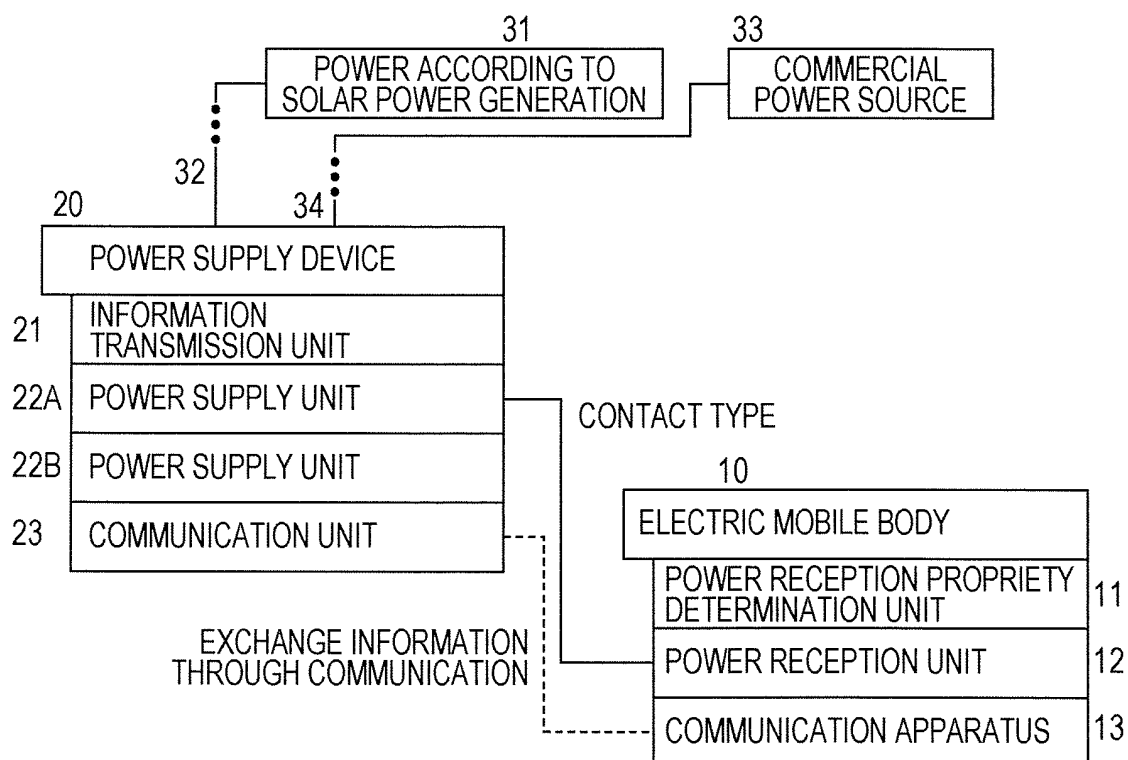 31
33
POWER ACCORDING TO
SOLAR POWER GENERATION
COMMERCIAL
POWER SOURCE
32
34
20
POWER SUPPLY DEVICE
21
INFORMATION
TRANSMISSION UNIT
22A
POWER SUPPLY UNIT
CONTACT TYPE
22B
POWER SUPPLY UNIT
10
23
COMMUNICATION UNIT
ELECTRIC MOBILE BODY
POWER RECEPTION PROPRIETY
DETERMINATION UNIT
11
EXCHANGE INFORMATION
THROUGH COMMUNICATION
POWER RECEPTION UNIT
12
COMMUNICATION APPARATUS
13